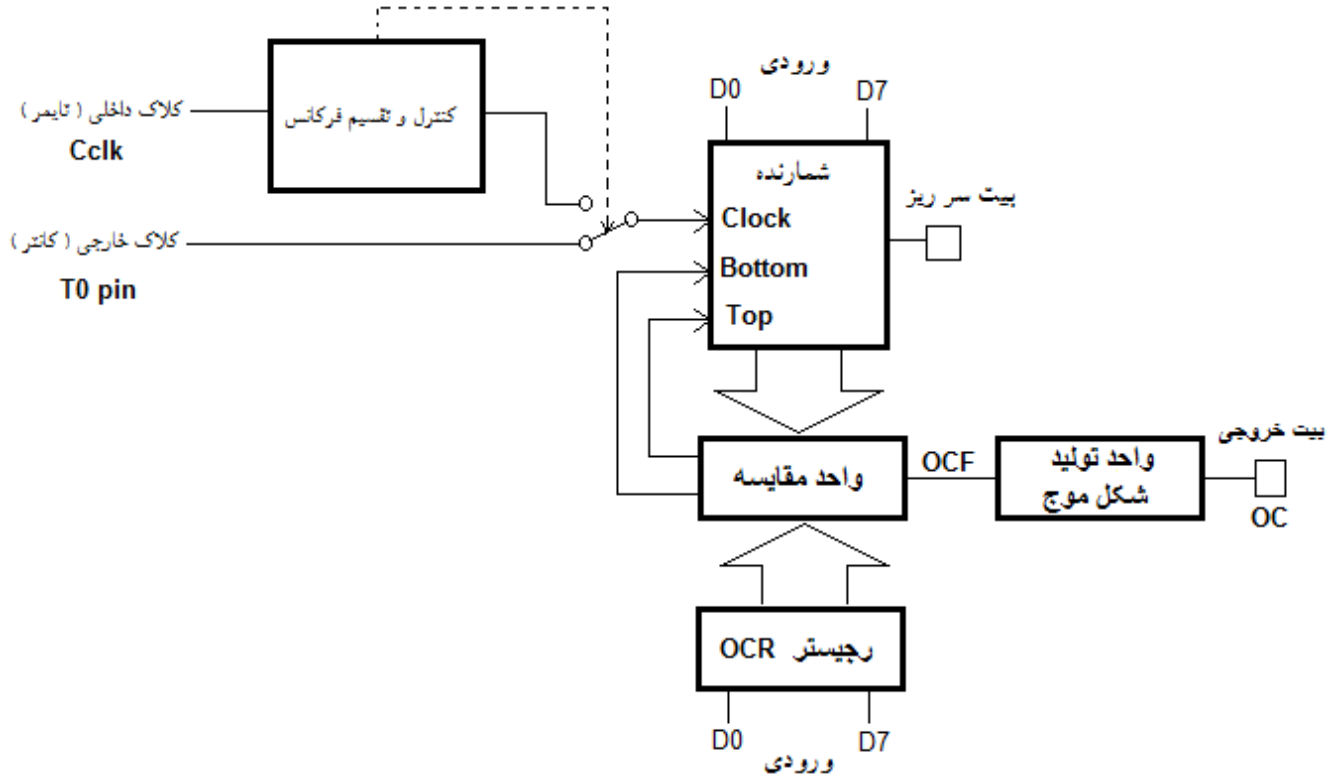 ورودی
D0
D7
کلاک داخلی ( تایمر )
Cclk
کنترل و تقسیم فرکانس
شمارنده
Clock
Bottom
Top
بیت سر ریز
کلاک خارجی ( کانتر )
T0 pin
واحد مقایسه
OCF
واحد تولید
شکل موج
بیت خروجی
OC
رجیستر OCR
D0
D7
ورودی